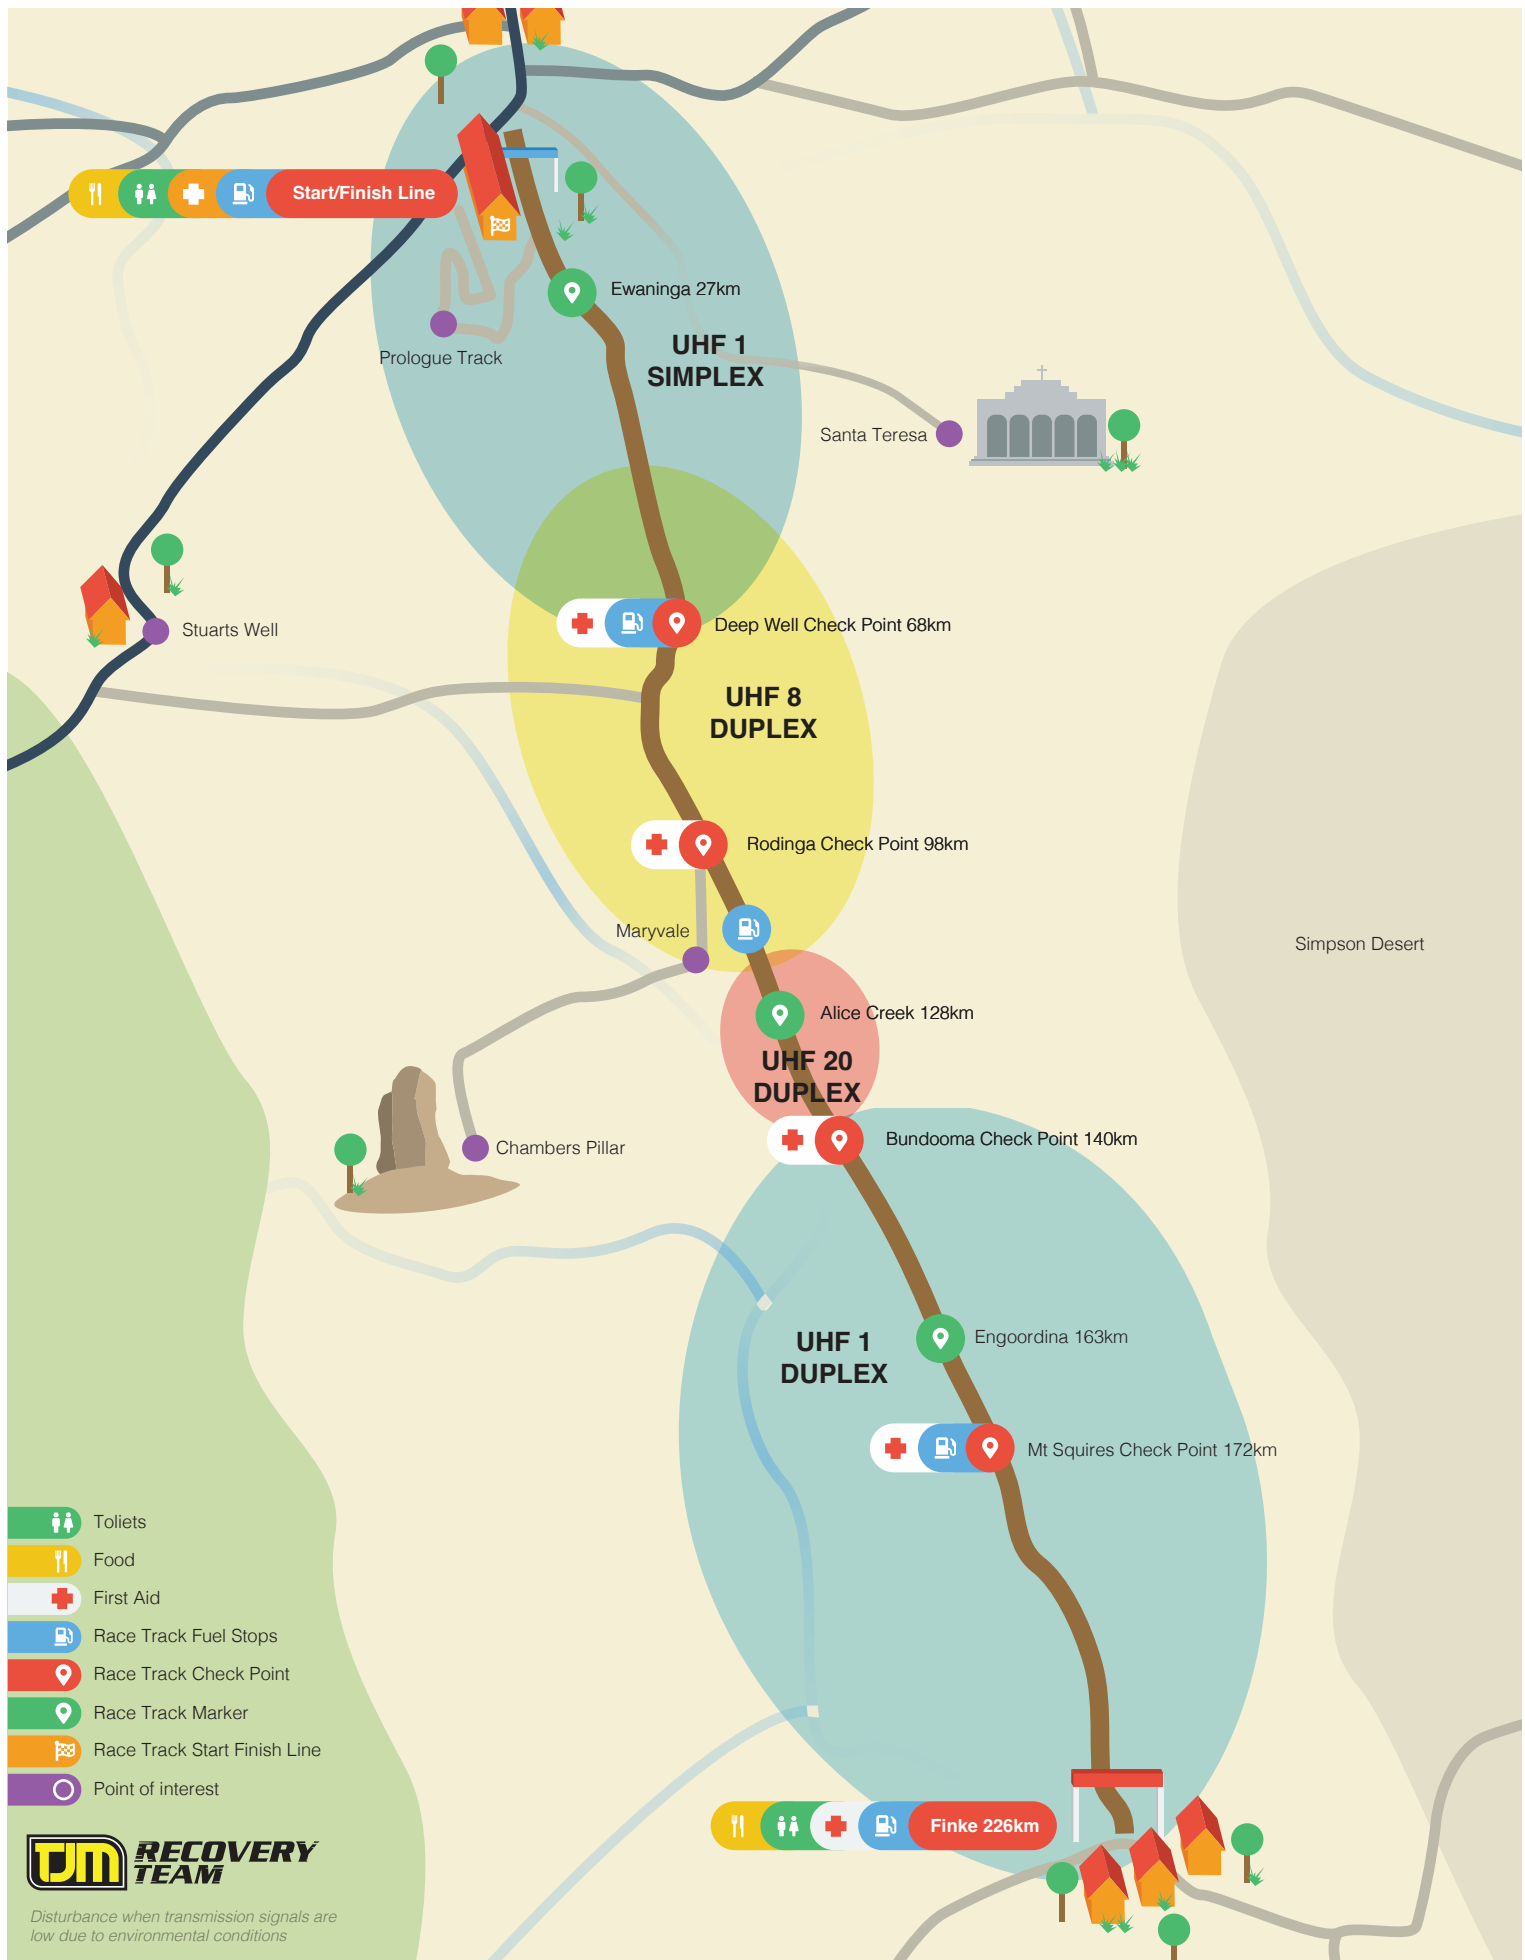 Start/Finish Line
Ewaninga 27km
UHF 1
SIMPLEX
Prologue Track
Santa Teresa
Stuarts Well
Deep Well Check Point 68km
UHF 8
DUPLEX
Rodinga Check Point 98km
Maryvale
Simpson Desert
Alice Creek 128km
UHF 20
DUPLEX
Bundooma Check Point 140km
Chambers Pillar
UHF 1
DUPLEX
Engoordina 163km
Mt Squires Check Point 172km
Toliets
Food
First Aid
Race Track Fuel Stops
Race Track Check Point
Race Track Marker
Race Track Start Finish Line
Point of interest
Finke 226km
TJM RECOVERY
TEAM
Disturbance when transmission signals are
low due to environmental conditions